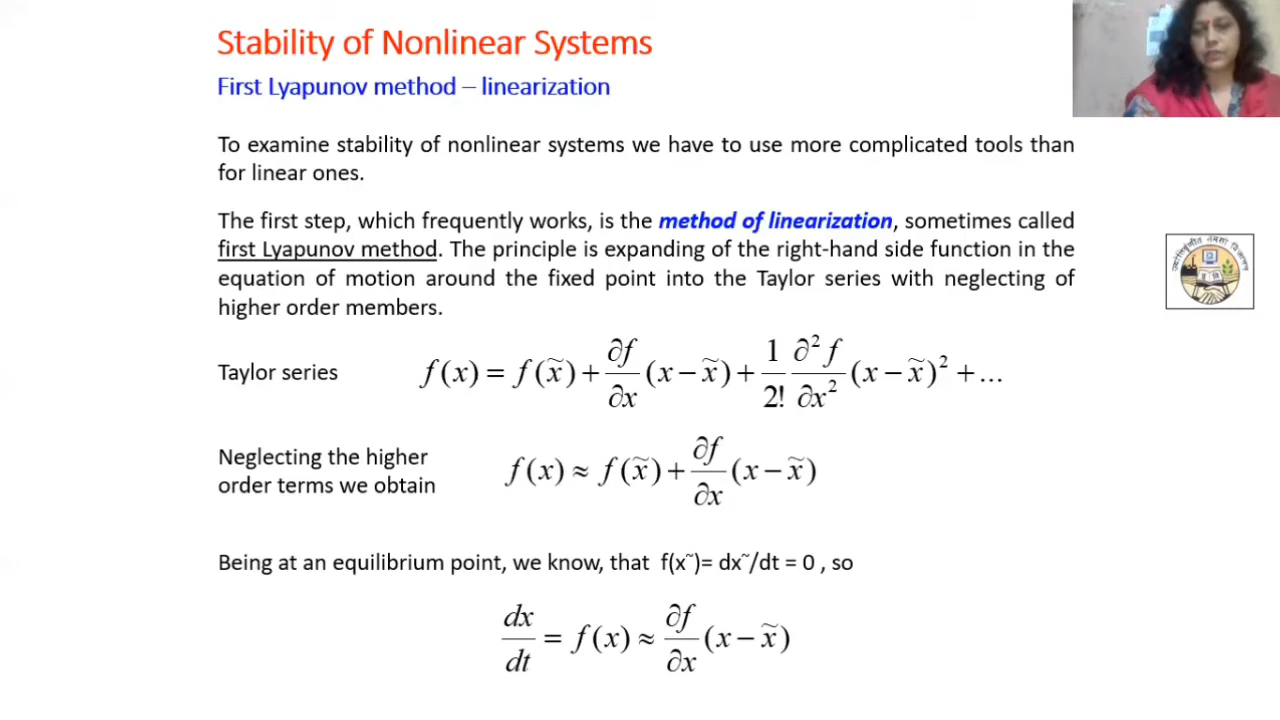 Stability of Nonlinear Systems
First Lyapunov method – linearization
To examine stability of nonlinear systems we have to use more complicated tools than
for linear ones.
The first step, which frequently works, is the method of linearization, sometimes called
first Lyapunov method. The principle is expanding of the right-hand side function in the
equation of motion around the fixed point into the Taylor series with neglecting of
higher order members.
Taylor series f(x) = f(x̃) + ∂f/∂x (x − x̃) + 1/2! ∂²f/∂x² (x − x̃)² + ...
Neglecting the higher
order terms we obtain
f(x) ≈ f(x̃) + ∂f/∂x (x − x̃)
Being at an equilibrium point, we know, that f(x˜)= dx˜/dt = 0 , so
dx/dt = f(x) ≈ ∂f/∂x (x − x̃)